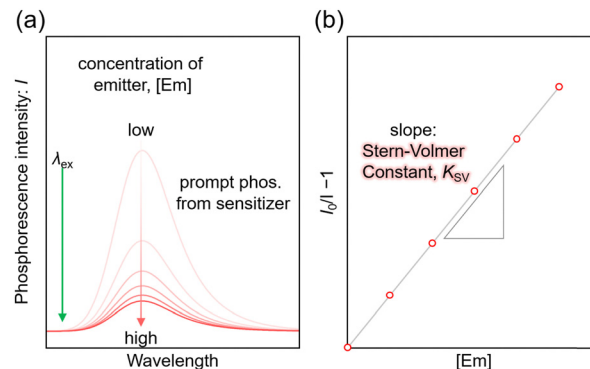 (a)
concentration of
emitter, [Em]
low
λex
prompt phos.
from sensitizer
high
Phosphorescence intensity: I
Wavelength
(b)
slope:
Stern-Volmer
Constant, KSV
I0/I −1
[Em]